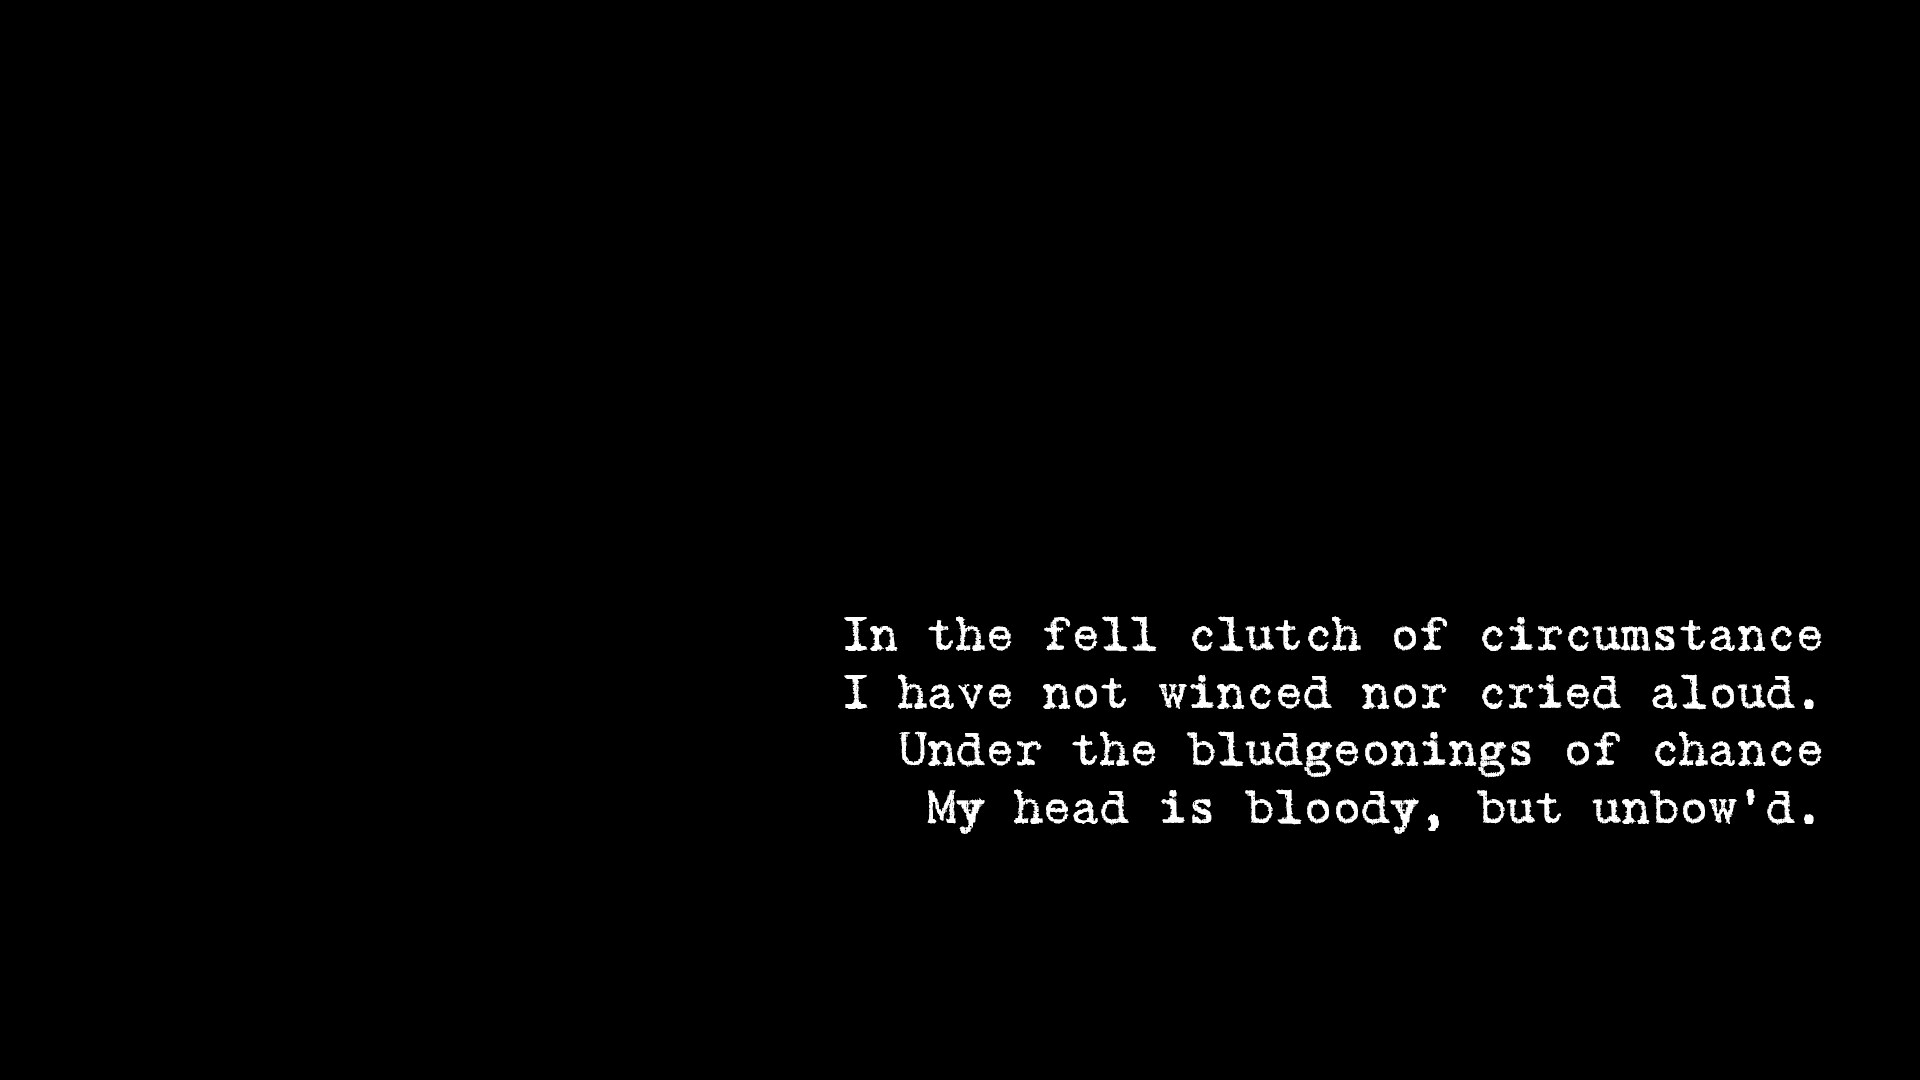 In the fell clutch of circumstance
I have not winced nor cried aloud.
Under the bludgeonings of chance
My head is bloody, but unbow'd.